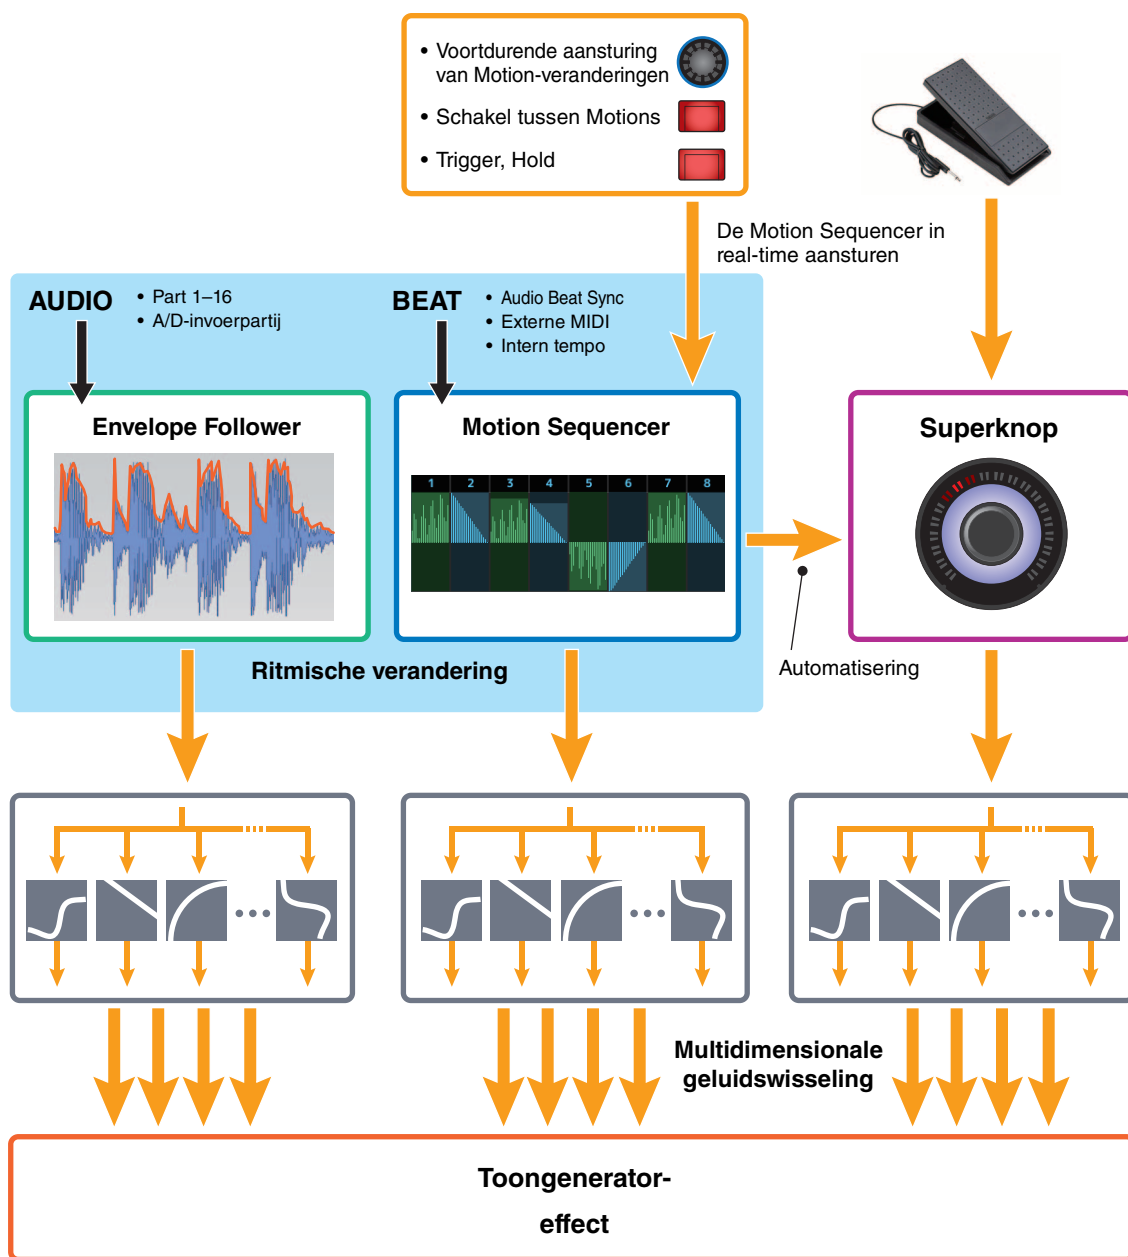 • Voortdurende aansturing
van Motion-veranderingen
• Schakel tussen Motions
• Trigger, Hold
De Motion Sequencer in
real-time aansturen
AUDIO
• Part 1–16
• A/D-invoerpartij
BEAT
• Audio Beat Sync
• Externe MIDI
• Intern tempo
Envelope Follower
Motion Sequencer
1 2 3 4 5 6 7 8
Superknop
Automatisering
Ritmische verandering
Multidimensionale
geluidswisseling
Toongenerator-
effect